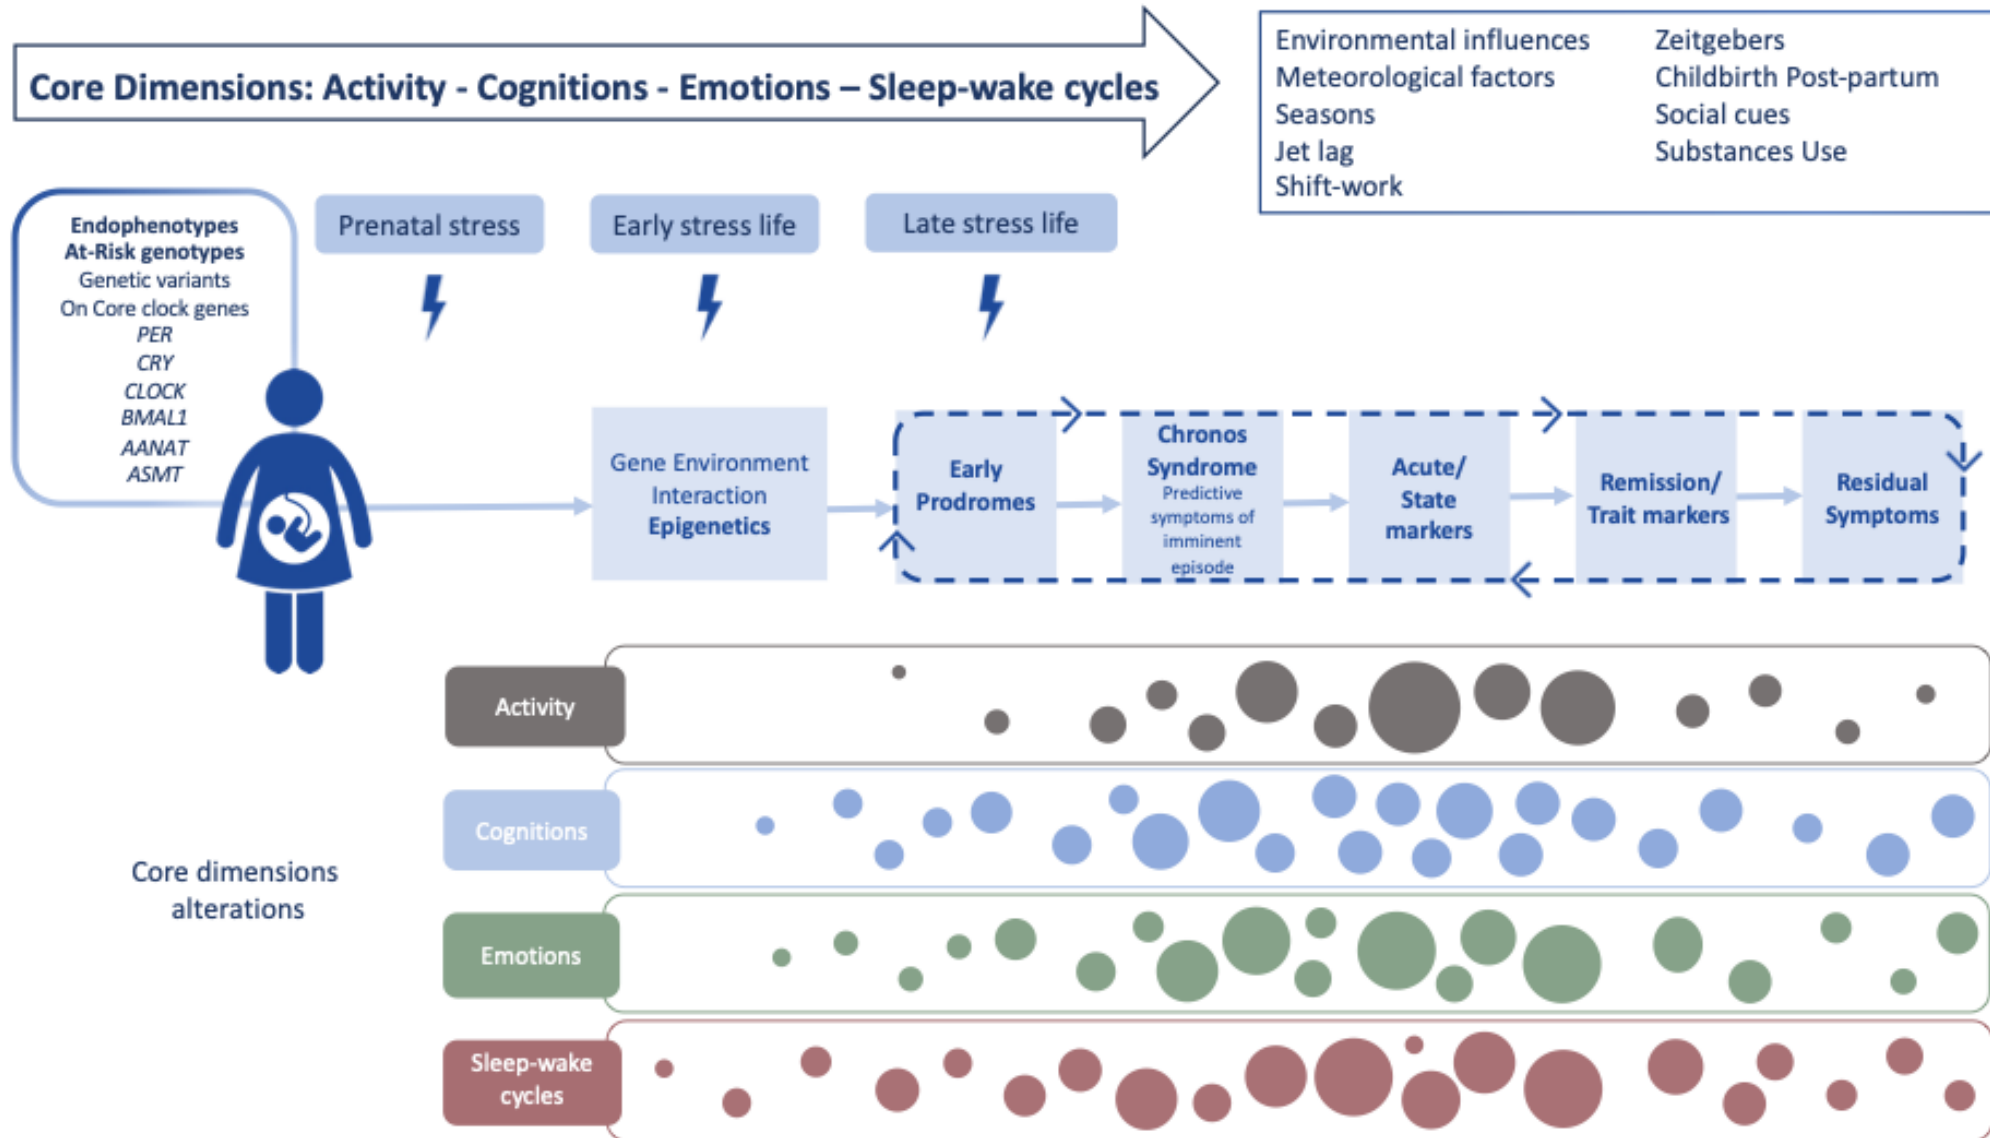 Core Dimensions: Activity - Cognitions - Emotions – Sleep-wake cycles
Environmental influences
Meteorological factors
Seasons
Jet lag
Shift-work
Zeitgebers
Childbirth Post-partum
Social cues
Substances Use
Endophenotypes
At-Risk genotypes
Genetic variants
On Core clock genes
PER
CRY
CLOCK
BMAL1
AANAT
ASMT
Prenatal stress
Early stress life
Late stress life
Gene Environment
Interaction
Epigenetics
Early
Prodromes
Chronos
Syndrome
Predictive
symptoms of
imminent
episode
Acute/
State
markers
Remission/
Trait markers
Residual
Symptoms
Core dimensions
alterations
Activity
Cognitions
Emotions
Sleep-wake
cycles